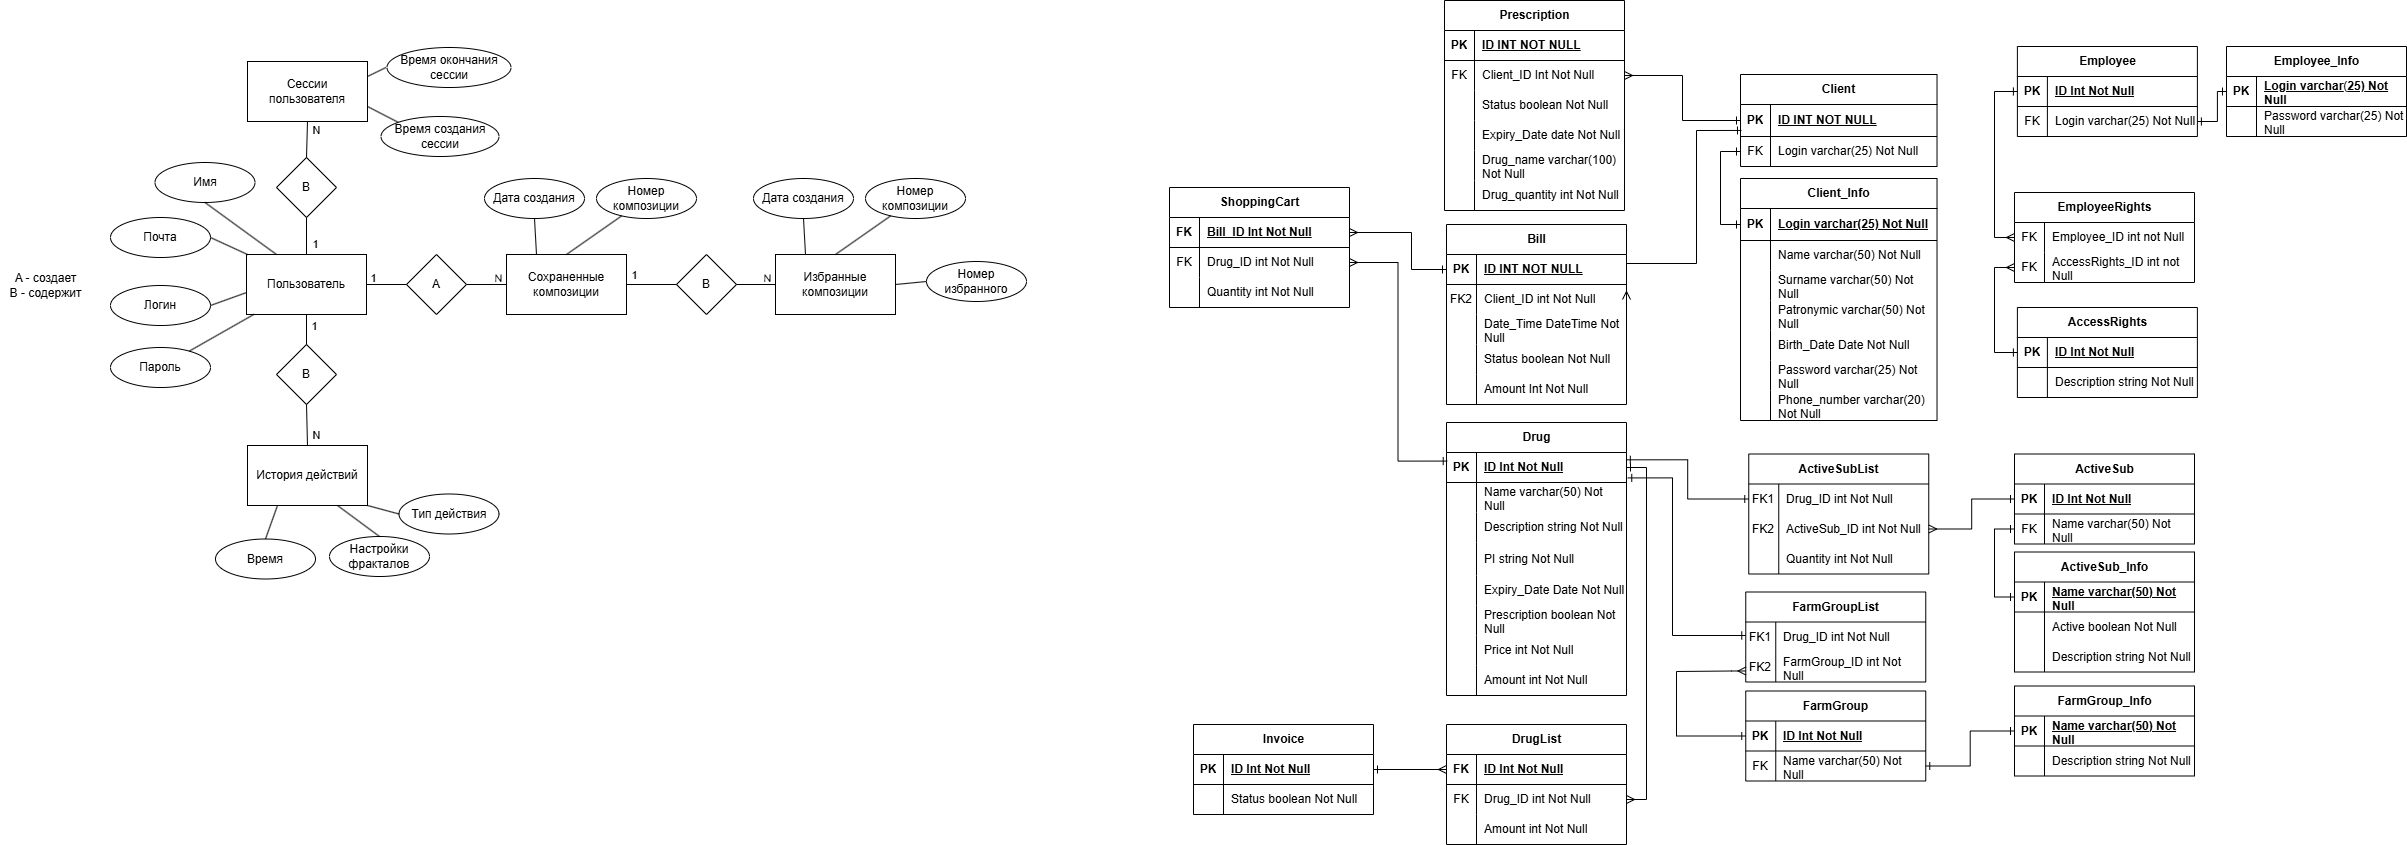 Время окончания
сессии
Сессии
пользователя
Время создания
сессии
N
В
1
Имя
Почта
Логин
Пароль
А - создает
В - содержит
Пользователь
1
А
N
Дата создания
Номер
композиции
Сохраненные
композиции
1
В
N
Дата создания
Номер
композиции
Избранные
композиции
Номер
избранного
1
В
N
История действий
Тип действия
Время
Настройки
фракталов
Prescription
PK ID INT NOT NULL
FK Client_ID Int Not Null
Status boolean Not Null
Expiry_Date date Not Null
Drug_name varchar(100)
Not Null
Drug_quantity int Not Null
ShoppingCart
FK Bill_ID Int Not Null
FK Drug_ID int Not Null
Quantity int Not Null
Bill
PK ID INT NOT NULL
FK2 Client_ID int Not Null
Date_Time DateTime Not
Null
Status boolean Not Null
Amount Int Not Null
Client
PK ID INT NOT NULL
FK Login varchar(25) Not Null
Client_Info
PK Login varchar(25) Not Null
Name varchar(50) Not Null
Surname varchar(50) Not
Null
Patronymic varchar(50) Not
Null
Birth_Date Date Not Null
Password varchar(25) Not
Null
Phone_number varchar(20)
Not Null
Employee
PK ID Int Not Null
FK Login varchar(25) Not Null
Employee_Info
PK Login varchar(25) Not
Null
Password varchar(25) Not
Null
EmployeeRights
FK Employee_ID int not Null
FK AccessRights_ID int not
Null
AccessRights
PK ID Int Not Null
Description string Not Null
Drug
PK ID Int Not Null
Name varchar(50) Not
Null
Description string Not Null
PI string Not Null
Expiry_Date Date Not Null
Prescription boolean Not
Null
Price int Not Null
Amount int Not Null
ActiveSubList
FK1 Drug_ID int Not Null
FK2 ActiveSub_ID int Not Null
Quantity int Not Null
ActiveSub
PK ID Int Not Null
FK Name varchar(50) Not
Null
ActiveSub_Info
PK Name varchar(50) Not
Null
Active boolean Not Null
Description string Not Null
FarmGroupList
FK1 Drug_ID int Not Null
FK2 FarmGroup_ID int Not
Null
FarmGroup
PK ID Int Not Null
FK Name varchar(50) Not
Null
FarmGroup_Info
PK Name varchar(50) Not
Null
Description string Not Null
Invoice
PK ID Int Not Null
Status boolean Not Null
DrugList
FK ID Int Not Null
FK Drug_ID int Not Null
Amount int Not Null